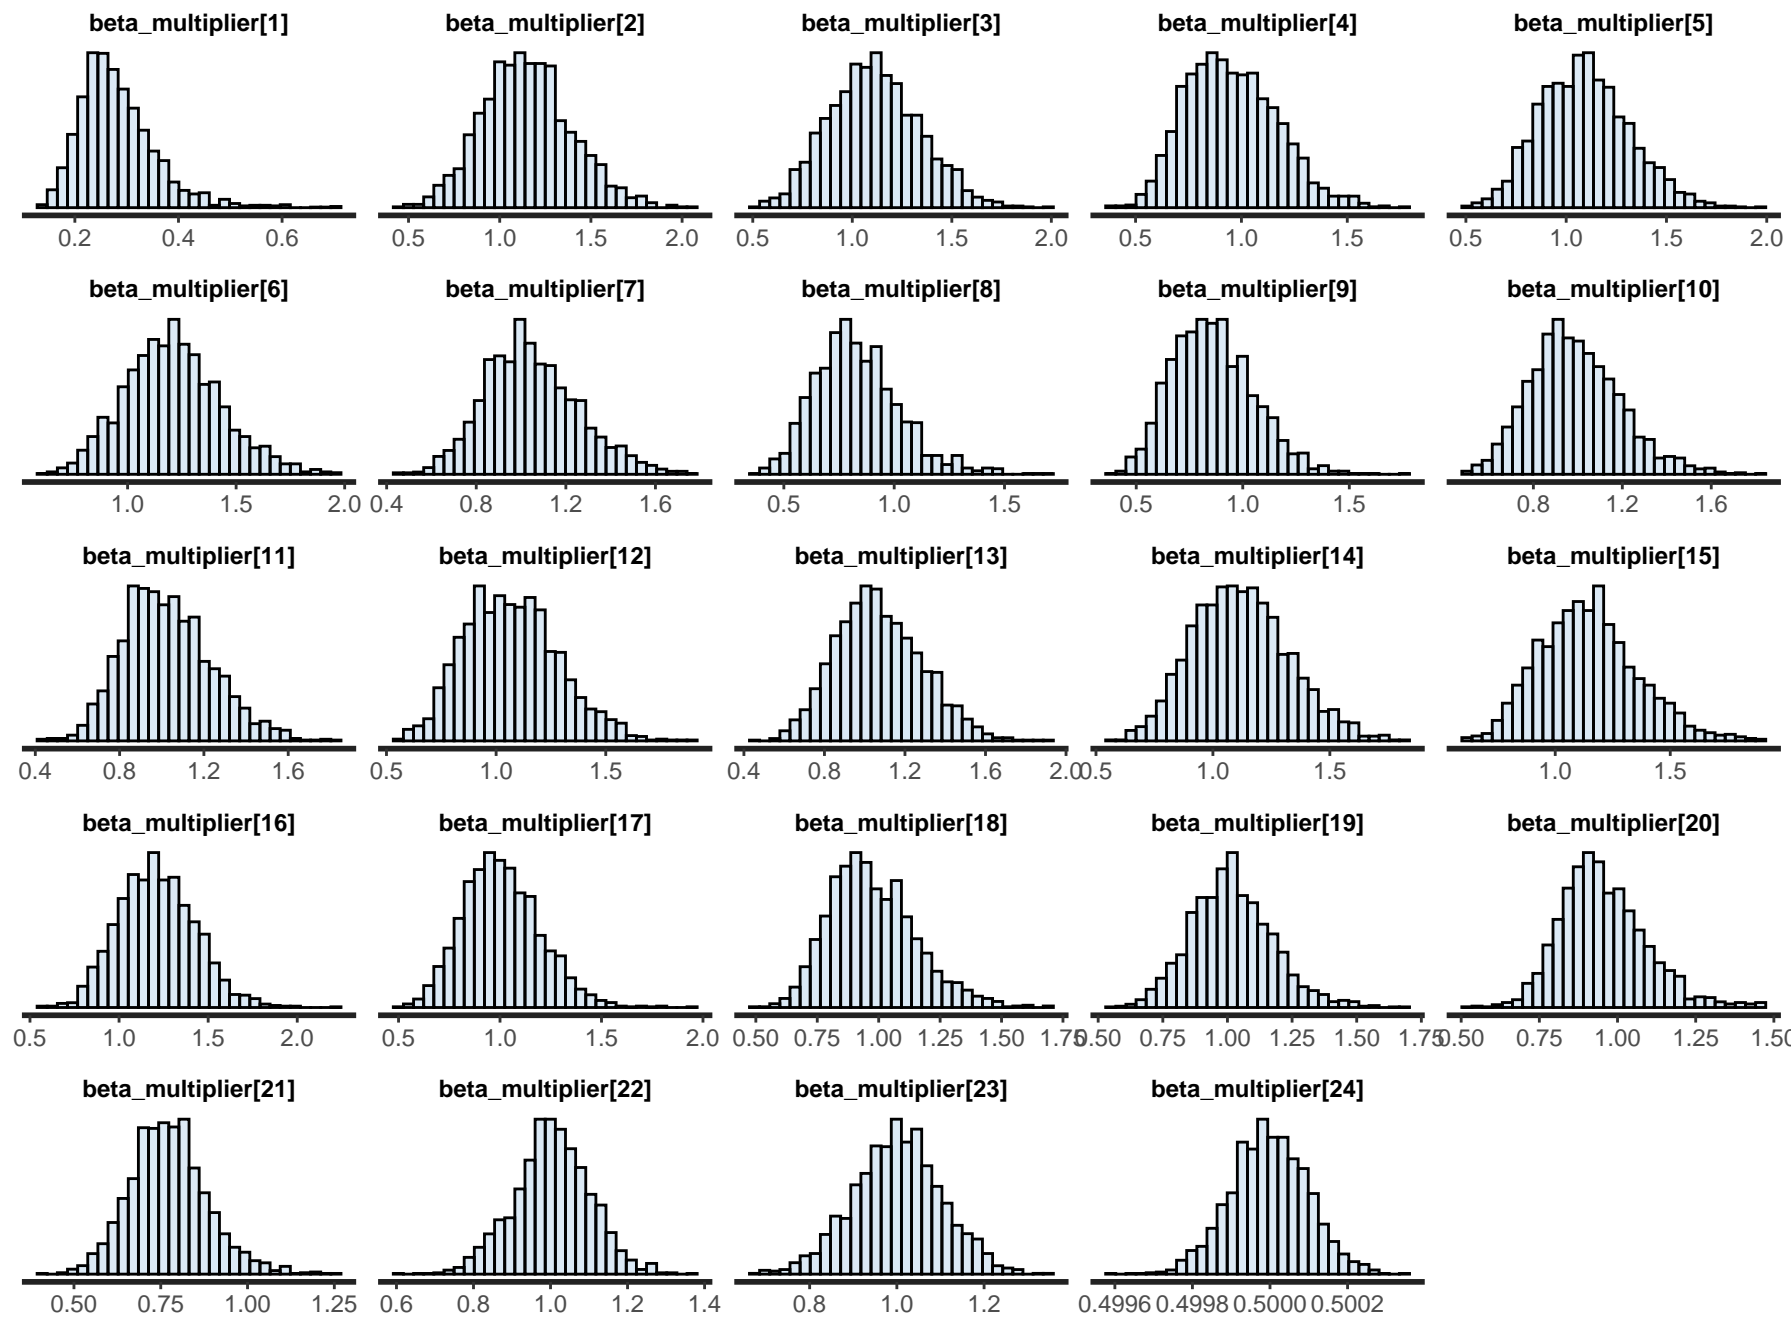 beta_multiplier[1] beta_multiplier[2] beta_multiplier[3] beta_multiplier[4] beta_multiplier[5]
0.2 0.4 0.6 0.5 1.0 1.5 2.0 0.5 1.0 1.5 2.0 0.5 1.0 1.5 0.5 1.0 1.5 2.0
beta_multiplier[6] beta_multiplier[7] beta_multiplier[8] beta_multiplier[9] beta_multiplier[10]
1.0 1.5 2.0 0.4 0.8 1.2 1.6 0.5 1.0 1.5 0.5 1.0 1.5 0.8 1.2 1.6
beta_multiplier[11] beta_multiplier[12] beta_multiplier[13] beta_multiplier[14] beta_multiplier[15]
0.4 0.8 1.2 1.6 0.5 1.0 1.5 0.4 0.8 1.2 1.6 2.0 0.5 1.0 1.5 1.0 1.5
beta_multiplier[16] beta_multiplier[17] beta_multiplier[18] beta_multiplier[19] beta_multiplier[20]
0.5 1.0 1.5 2.0 0.5 1.0 1.5 2.0 0.50 0.75 1.00 1.25 1.50 1.75 0.50 0.75 1.00 1.25 1.50 1.75 0.50 0.75 1.00 1.25 1.50
beta_multiplier[21] beta_multiplier[22] beta_multiplier[23] beta_multiplier[24]
0.50 0.75 1.00 1.25 0.6 0.8 1.0 1.2 1.4 0.8 1.0 1.2 0.4996 0.4998 0.5000 0.5002